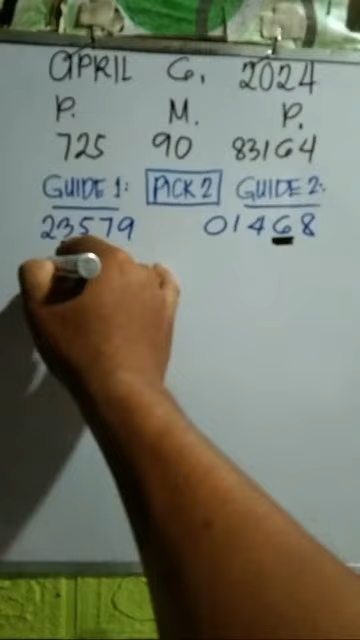 APRIL 6, 2024
P. M. P.
725 90 83164
GUIDE 1: PICK 2 GUIDE 2:
23579 01468